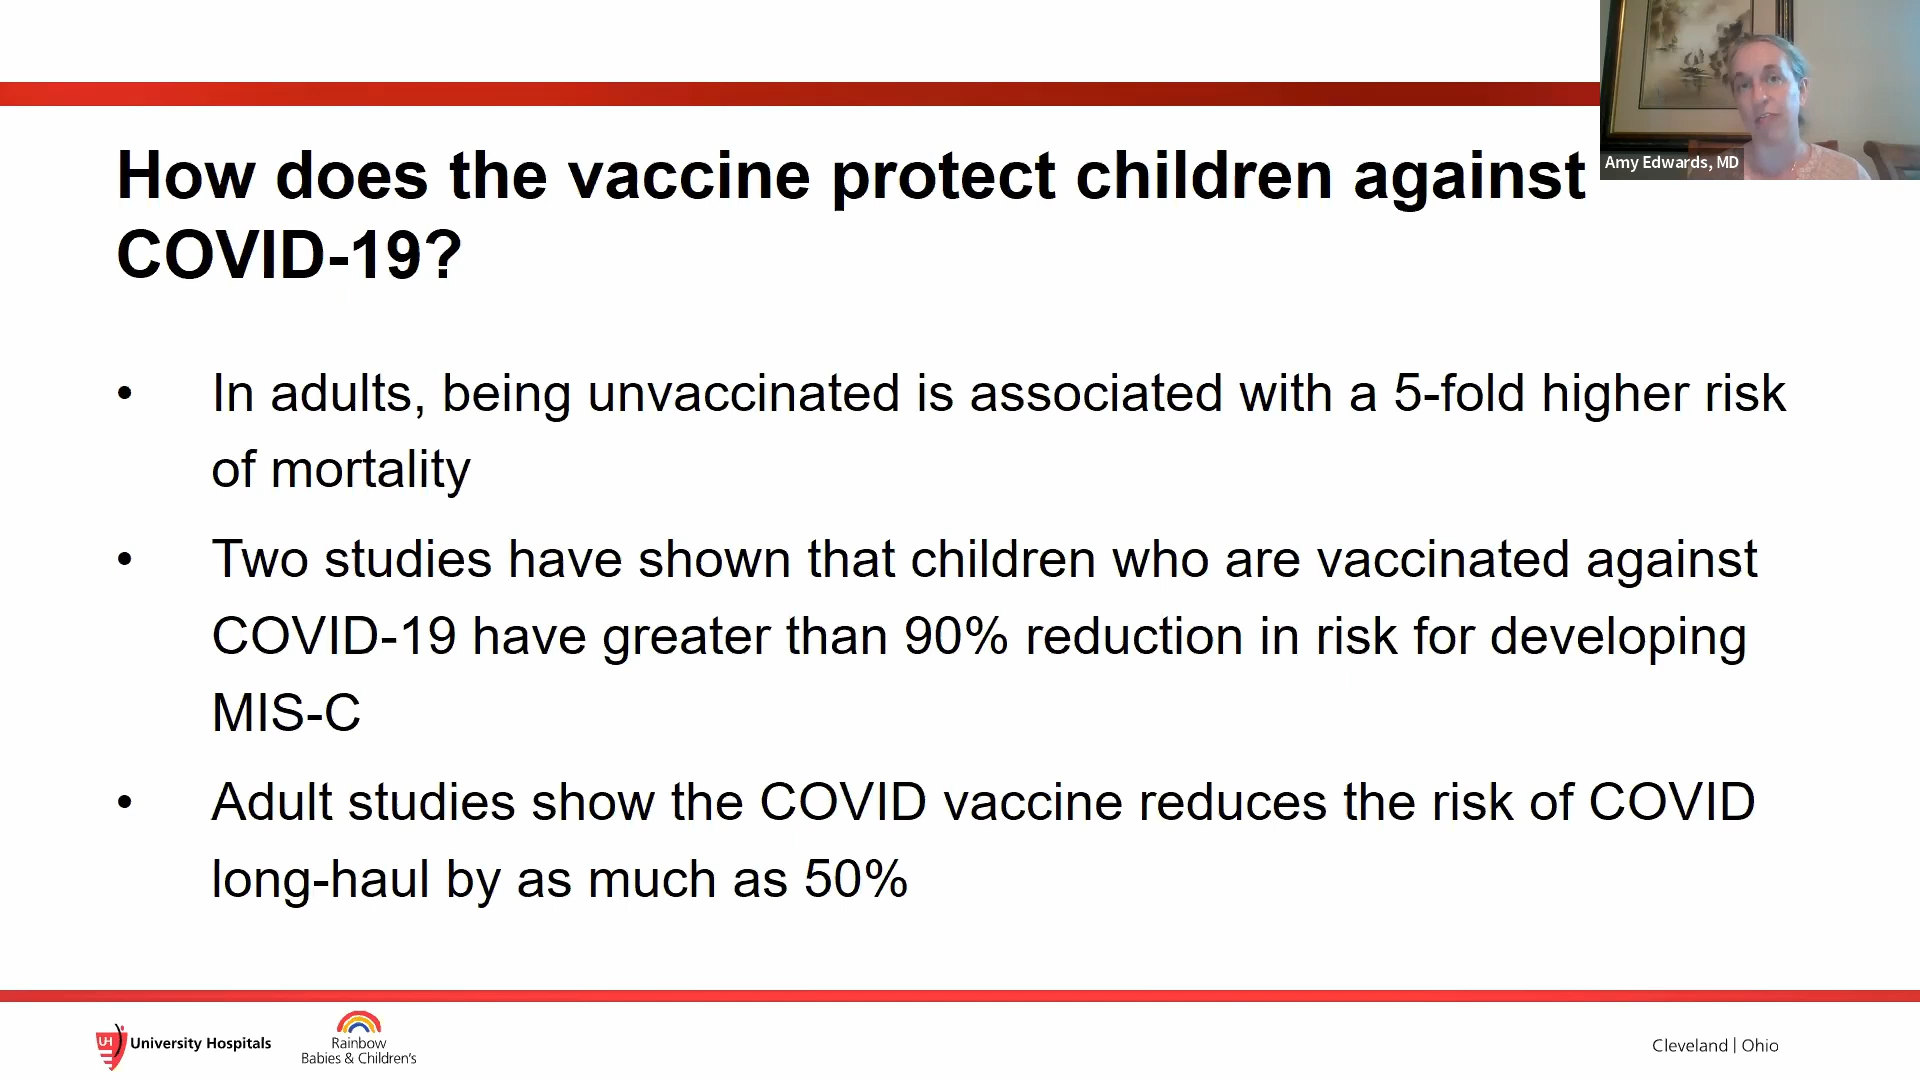 Amy Edwards, MD
How does the vaccine protect children against
COVID-19?
• In adults, being unvaccinated is associated with a 5-fold higher risk
of mortality
• Two studies have shown that children who are vaccinated against
COVID-19 have greater than 90% reduction in risk for developing
MIS-C
• Adult studies show the COVID vaccine reduces the risk of COVID
long-haul by as much as 50%
UH University Hospitals
Rainbow
Babies & Children's
Cleveland | Ohio